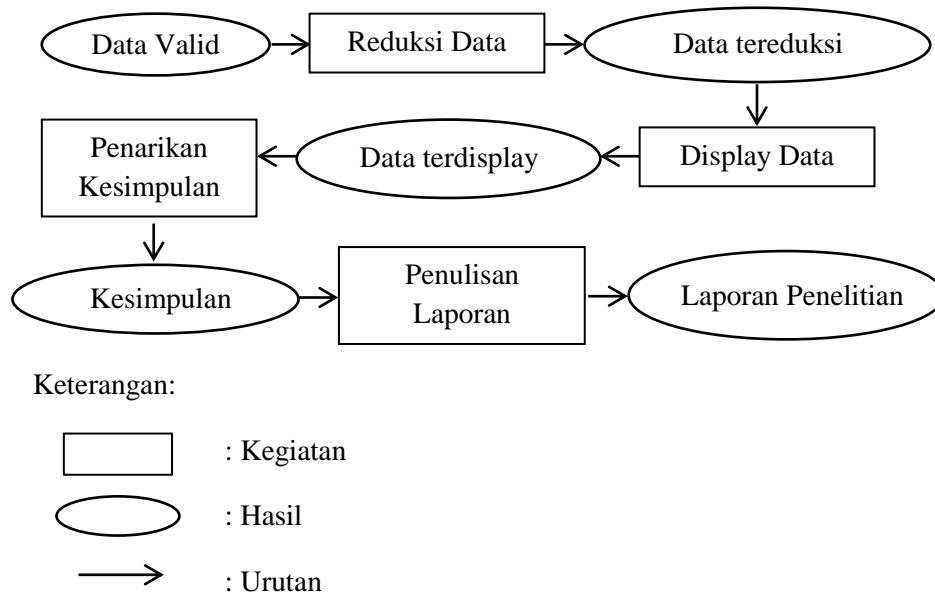 Data Valid
Reduksi Data
Data tereduksi
Display Data
Data terdisplay
Penarikan
Kesimpulan
Kesimpulan
Penulisan
Laporan
Laporan Penelitian
Keterangan:
: Kegiatan
: Hasil
: Urutan